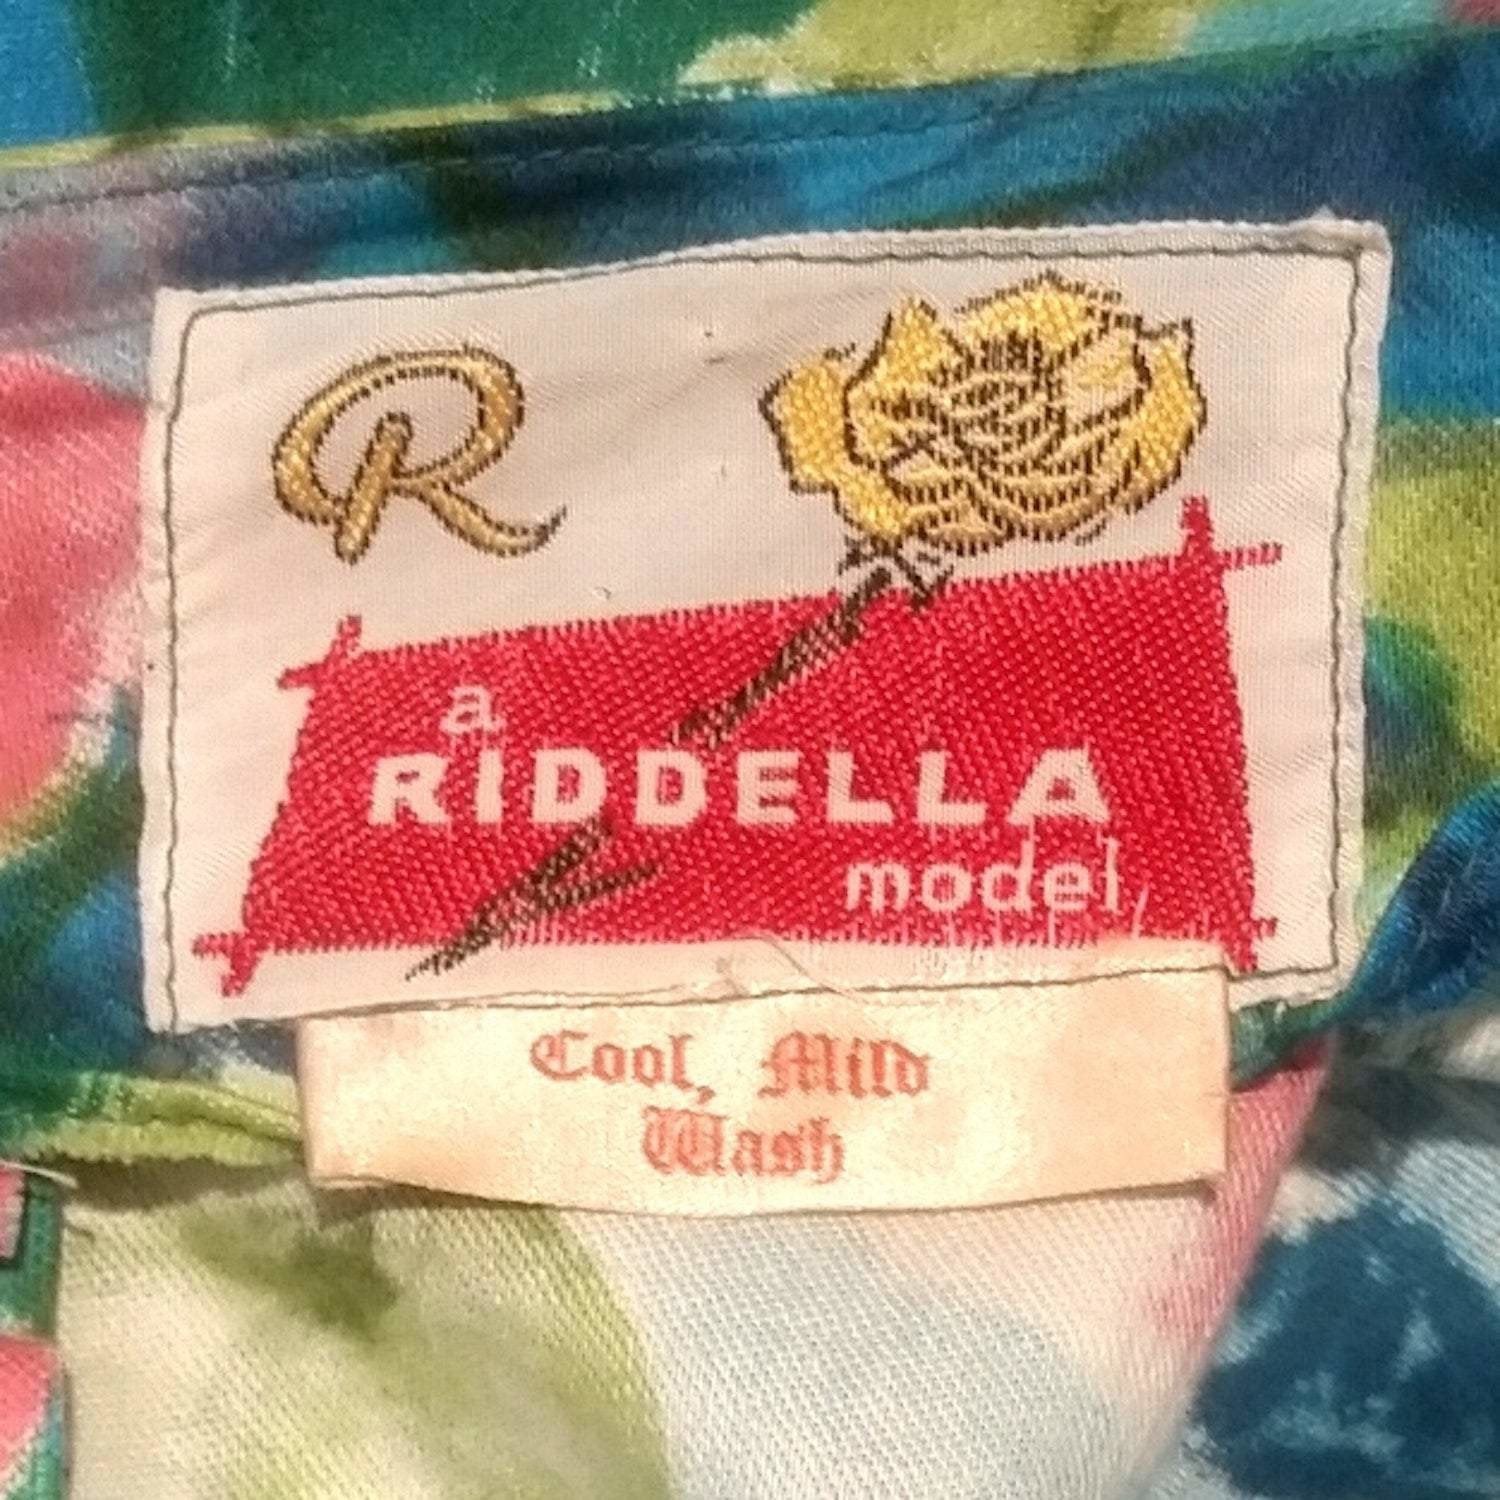 R
a
RIDDELLA
model
Cool, Mild
Wash